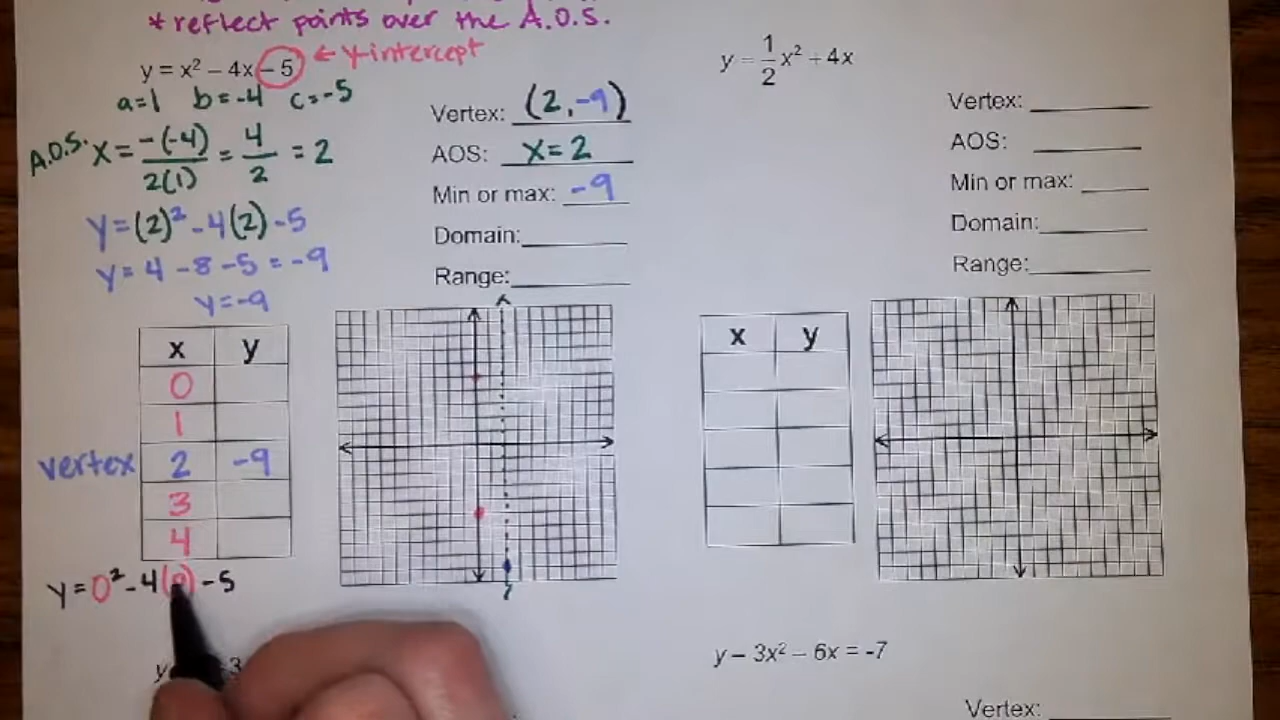 *reflect points over the A.O.S.
y = x² – 4x – 5 ← y-intercept
a=1 b=-4 c=-5
A.O.S. x = -(-4)/2(1) = 4/2 = 2
y=(2)² -4(2) -5
y= 4 -8 -5 = -9
y=-9
Vertex: (2,-9)
AOS: x=2
Min or max: -9
Domain:
Range:
x y
0
1
vertex 2 -9
3
4
y=0² -4(0) -5
y = 1/2 x² + 4x
Vertex:
AOS:
Min or max:
Domain:
Range:
x y
y – 3x² – 6x = -7
Vertex: